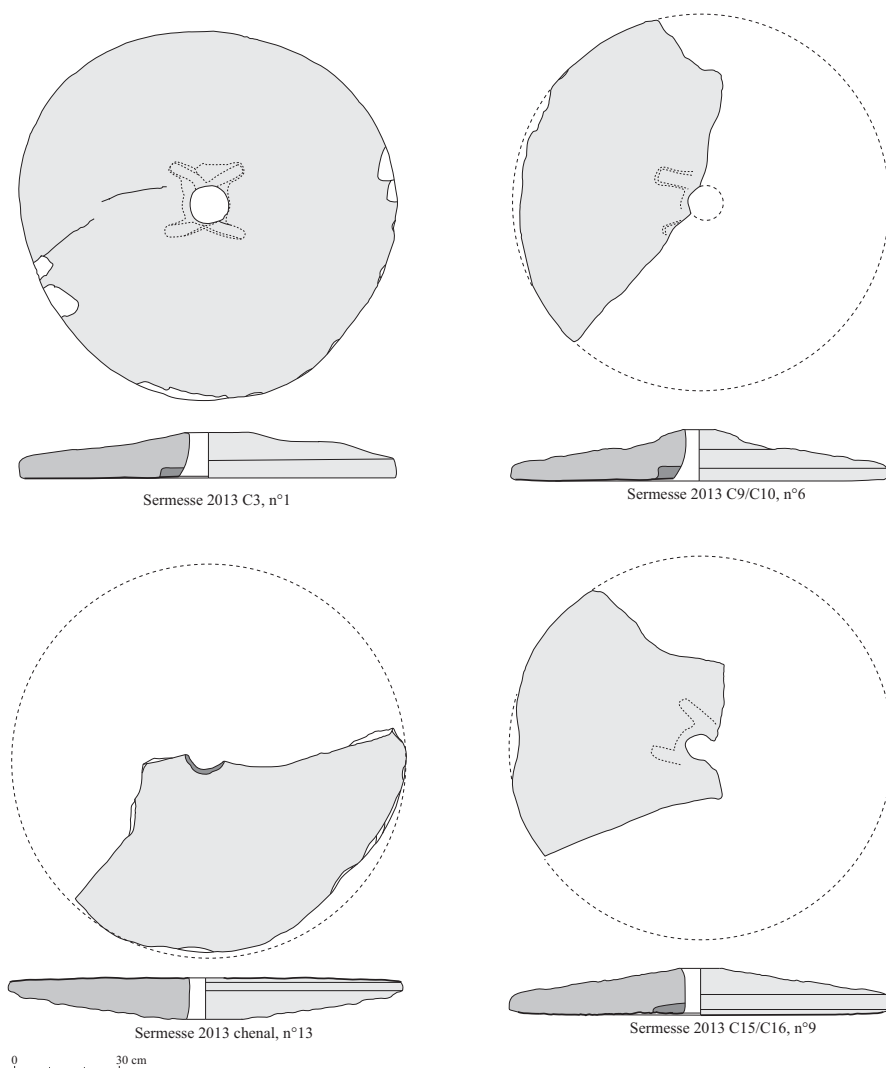 Sermesse 2013 C3, n°1
Sermesse 2013 C9/C10, n°6
Sermesse 2013 chenal, n°13
Sermesse 2013 C15/C16, n°9
0 30 cm